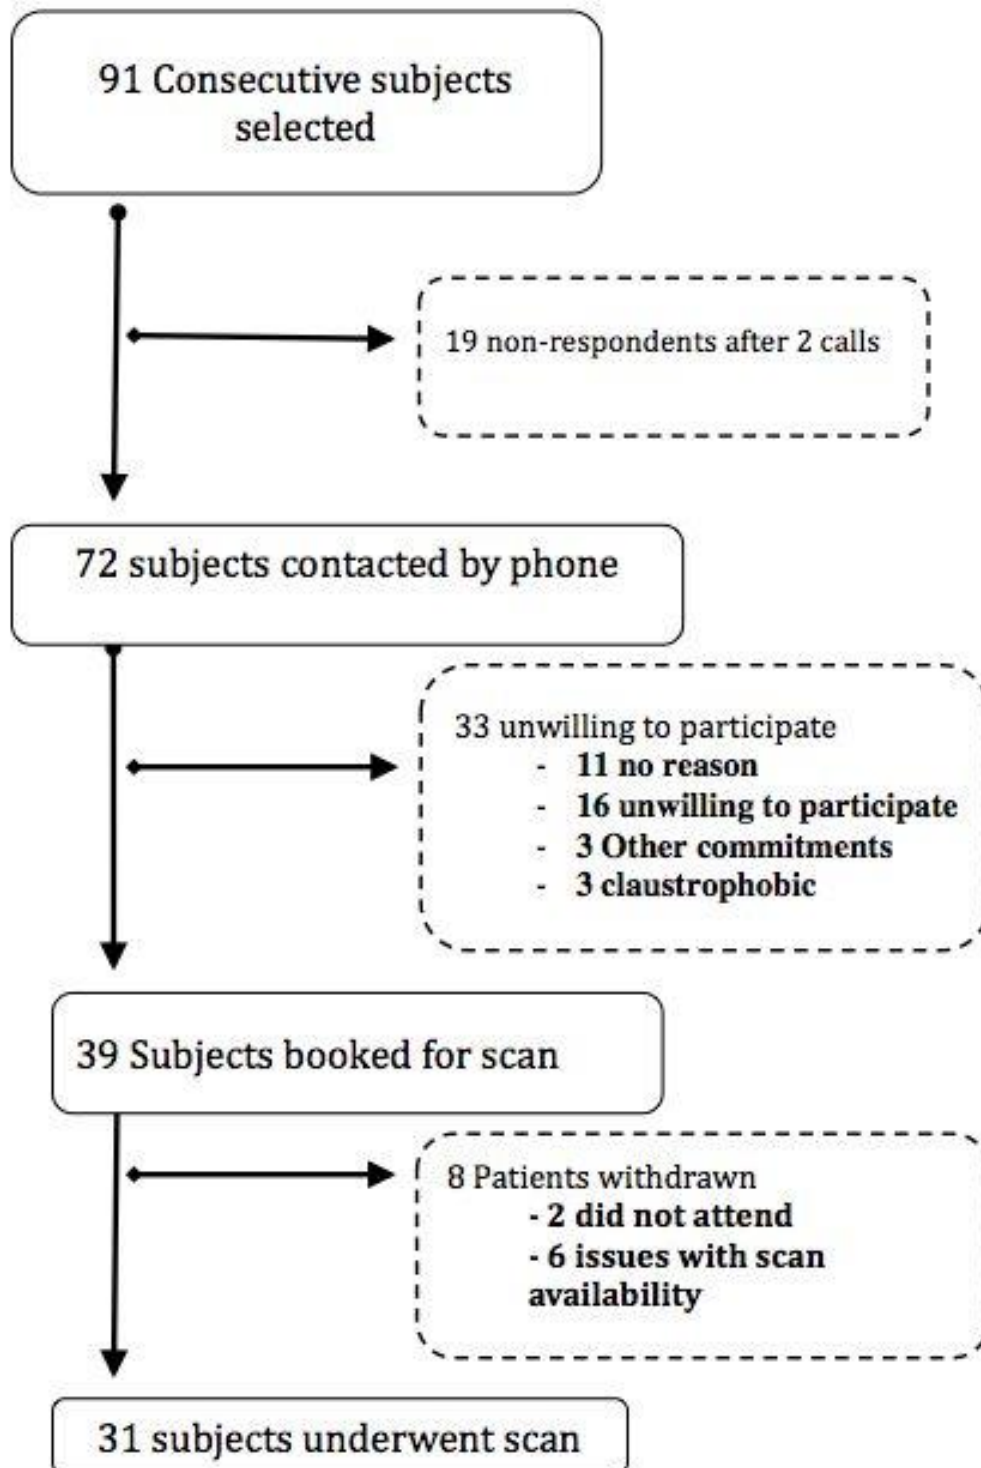 91 Consecutive subjects
selected
19 non-respondents after 2 calls
72 subjects contacted by phone
33 unwilling to participate
- 11 no reason
- 16 unwilling to participate
- 3 Other commitments
- 3 claustrophobic
39 Subjects booked for scan
8 Patients withdrawn
- 2 did not attend
- 6 issues with scan
availability
31 subjects underwent scan